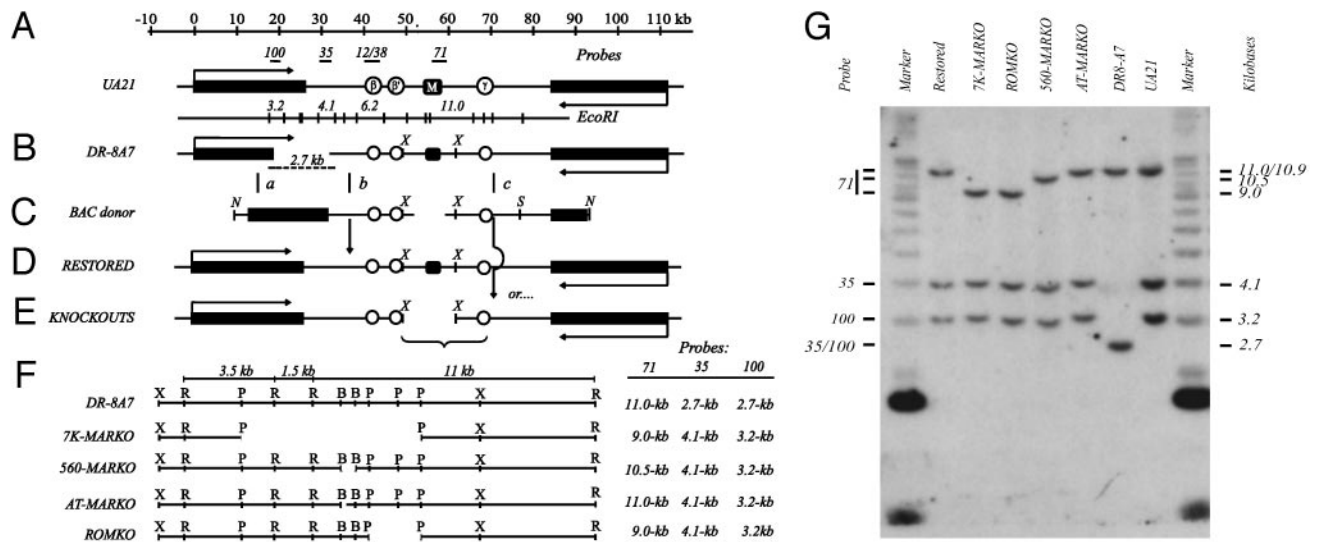 A
-10 0 10 20 30 40 50 60 70 80 90 100 110 kb
100 35 12/38 71 Probes
UA21 β β' M γ
3.2 4.1 6.2 11.0 EcoRI
B
DR-8A7 X X
2.7 kb
a b c
C
BAC donor N X X S N
D
RESTORED X X
or....
E
KNOCKOUTS X X
F
Probes:
3.5 kb 1.5 kb 11 kb 71 35 100
X R P R R B B P P P X R
DR-8A7 11.0-kb 2.7-kb 2.7-kb
X R P P X R
7K-MARKO 9.0-kb 4.1-kb 3.2-kb
X R P R R B B P P P X R
560-MARKO 10.5-kb 4.1-kb 3.2-kb
X R P R R B B P P P X R
AT-MARKO 11.0-kb 4.1-kb 3.2-kb
X R P R R B B P P X R
ROMKO 9.0-kb 4.1-kb 3.2kb
G
Probe Marker Restored 7K-MARKO ROMKO 560-MARKO AT-MARKO DR8-A7 UA21 Marker Kilobases
71
11.0/10.9
10.5
9.0
35 4.1
100 3.2
35/100 2.7